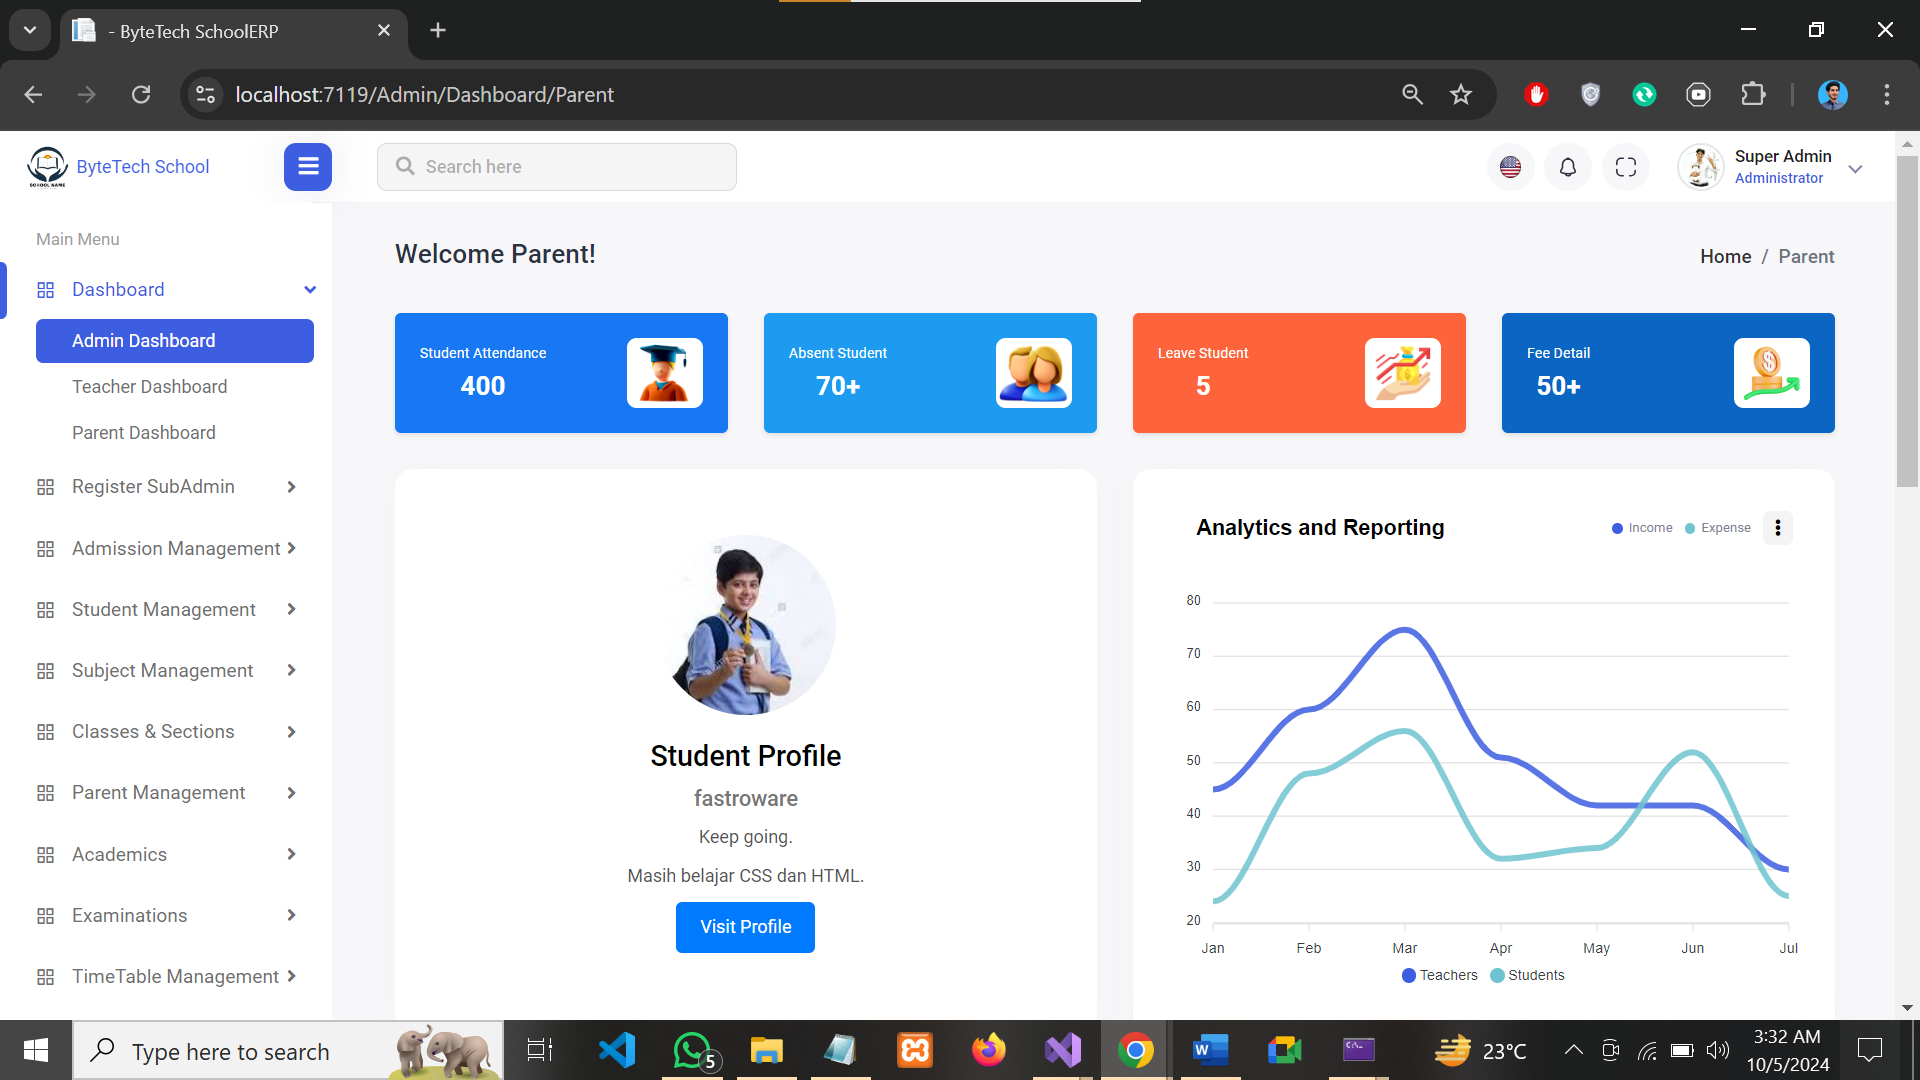 - ByteTech SchoolERP
localhost:7119/Admin/Dashboard/Parent
SCHOOL NAME
ByteTech School
Search here
Super Admin
Administrator
Main Menu
Dashboard
Admin Dashboard
Teacher Dashboard
Parent Dashboard
Register SubAdmin
Admission Management
Student Management
Subject Management
Classes & Sections
Parent Management
Academics
Examinations
TimeTable Management
Welcome Parent!
Home / Parent
Student Attendance
400
Absent Student
70+
Leave Student
5
Fee Detail
50+
Student Profile
fastroware
Keep going.
Masih belajar CSS dan HTML.
Visit Profile
Analytics and Reporting
Income Expense
80
70
60
50
40
30
20
Jan Feb Mar Apr May Jun Jul
Teachers Students
Type here to search
5
23°C
3:32 AM
10/5/2024